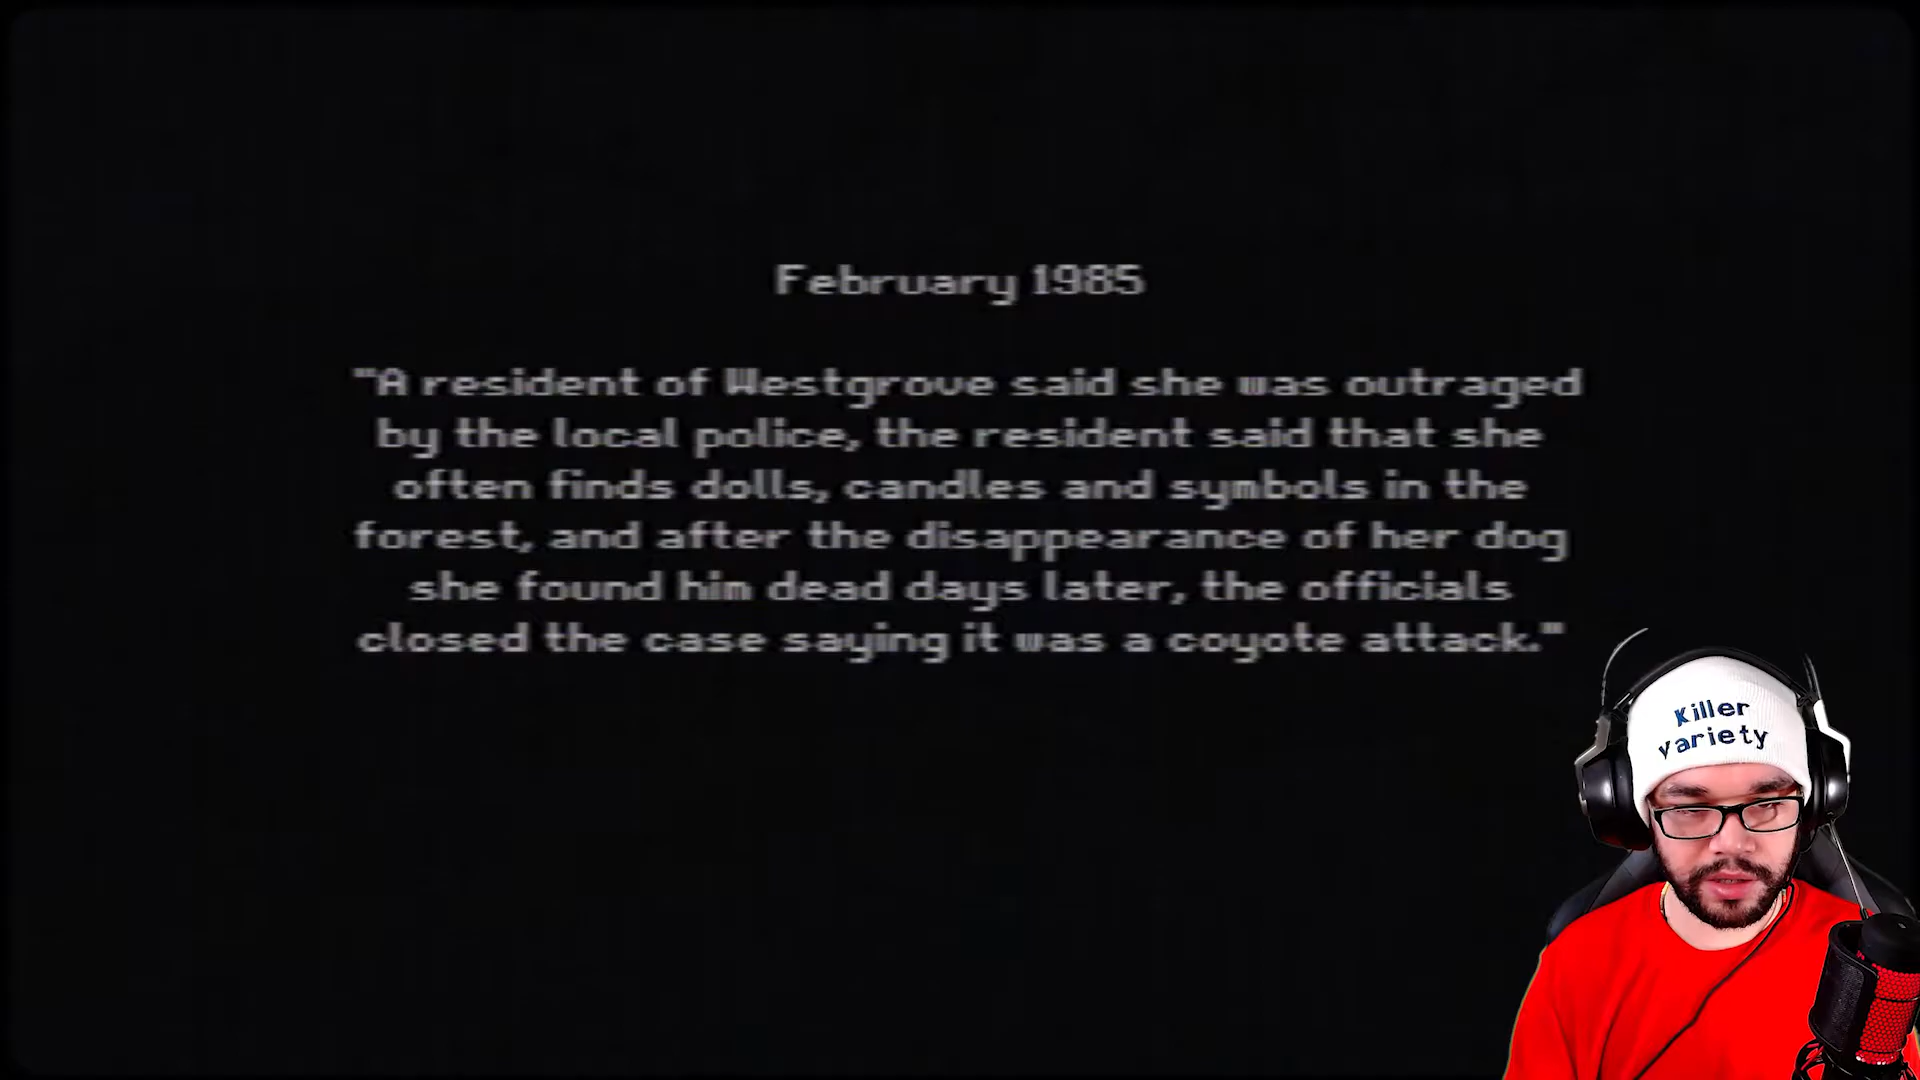 February 1985
"A resident of Westgrove said she was outraged
by the local police, the resident said that she
often finds dolls, candles and symbols in the
forest, and after the disappearance of her dog
she found him dead days later, the officials
closed the case saying it was a coyote attack."
Killer
Variety